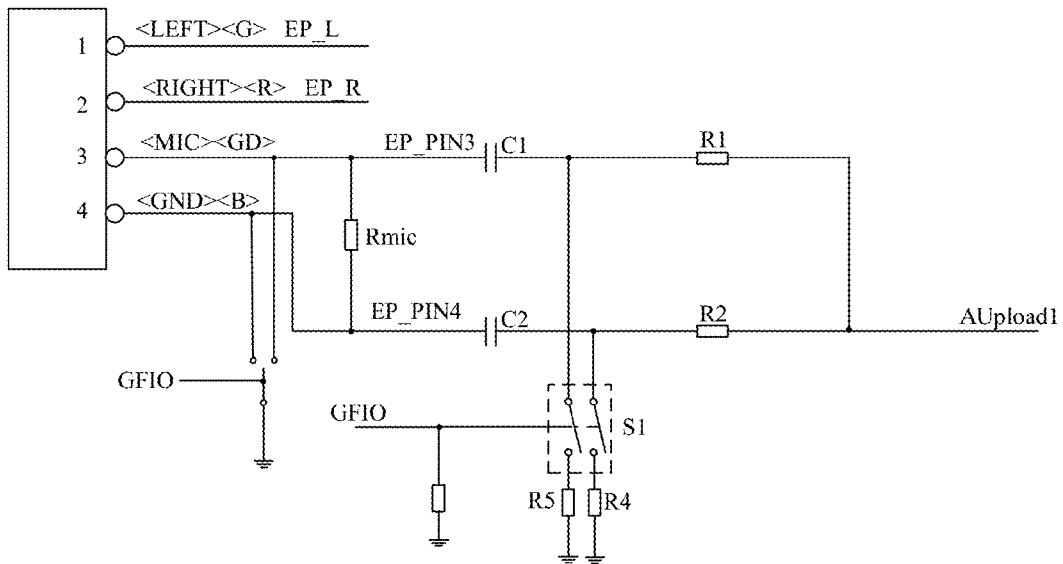 1 <LEFT><G> EP_L
2 <RIGHT><R> EP_R
3 <MIC><GD> EP_PIN3 C1 R1
4 <GND><B>
Rmic
EP_PIN4 C2 R2 AUpload1
GFIO
GFIO S1
R5 R4